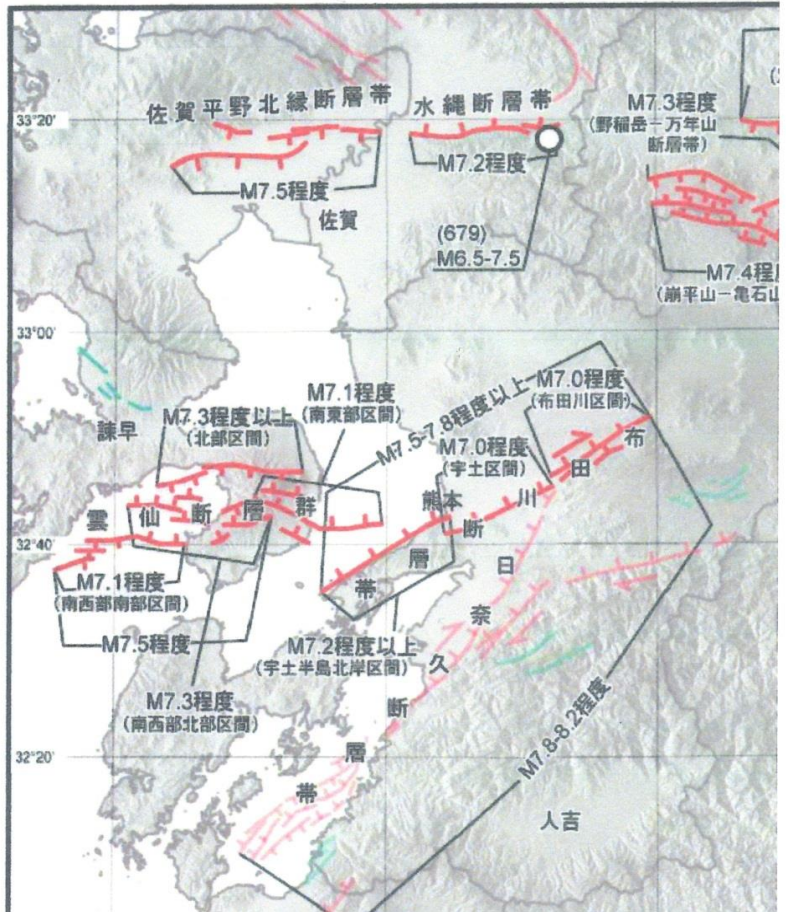 佐賀平野北縁断層帯
水縄断層帯
M7.3程度
(野稲岳－万年山
断層帯)
33°20'
M7.2程度
M7.5程度
佐賀
(679)
M6.5-7.5
M7.4程
(崩平山－亀石山
33°00'
M7.1程度
(南東部区間)
M7.5-7.8程度以上
M7.0程度
(布田川区間)
M7.3程度以上
(北部区間)
諫早
M7.0程度
(宇土区間)
布田川断層帯
熊本
雲仙断層群
32°40'
日奈久断層帯
M7.1程度
(南西部南部区間)
M7.5程度
M7.2程度以上
(宇土半島北岸区間)
M7.3程度
(南西部北部区間)
M7.8-8.2程度
32°20'
人吉